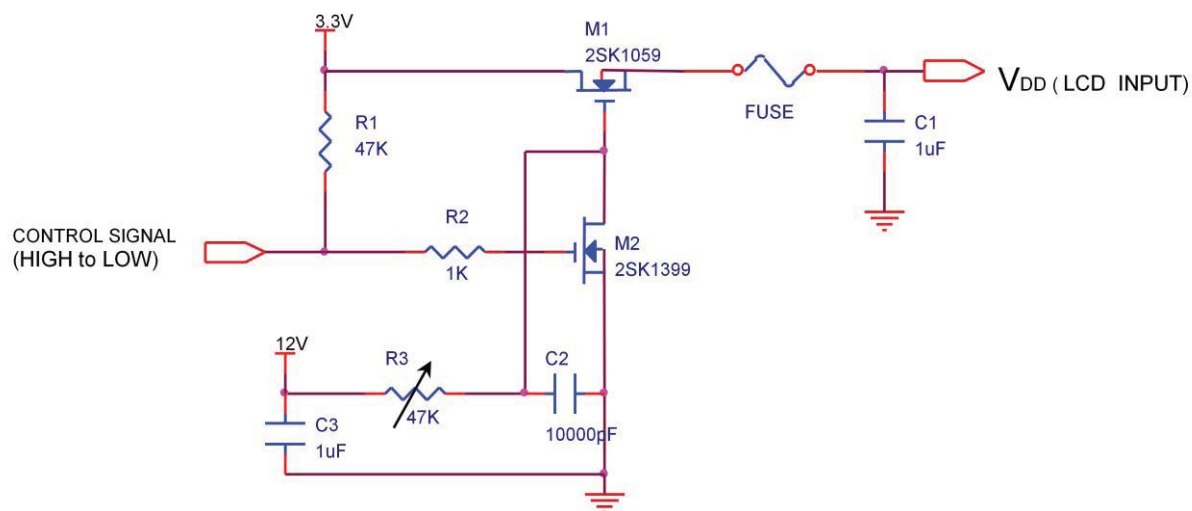 3.3V
M1
2SK1059
FUSE
VDD ( LCD INPUT)
R1
47K
C1
1uF
CONTROL SIGNAL
(HIGH to LOW)
R2
1K
M2
2SK1399
12V
R3
47K
C2
10000pF
C3
1uF